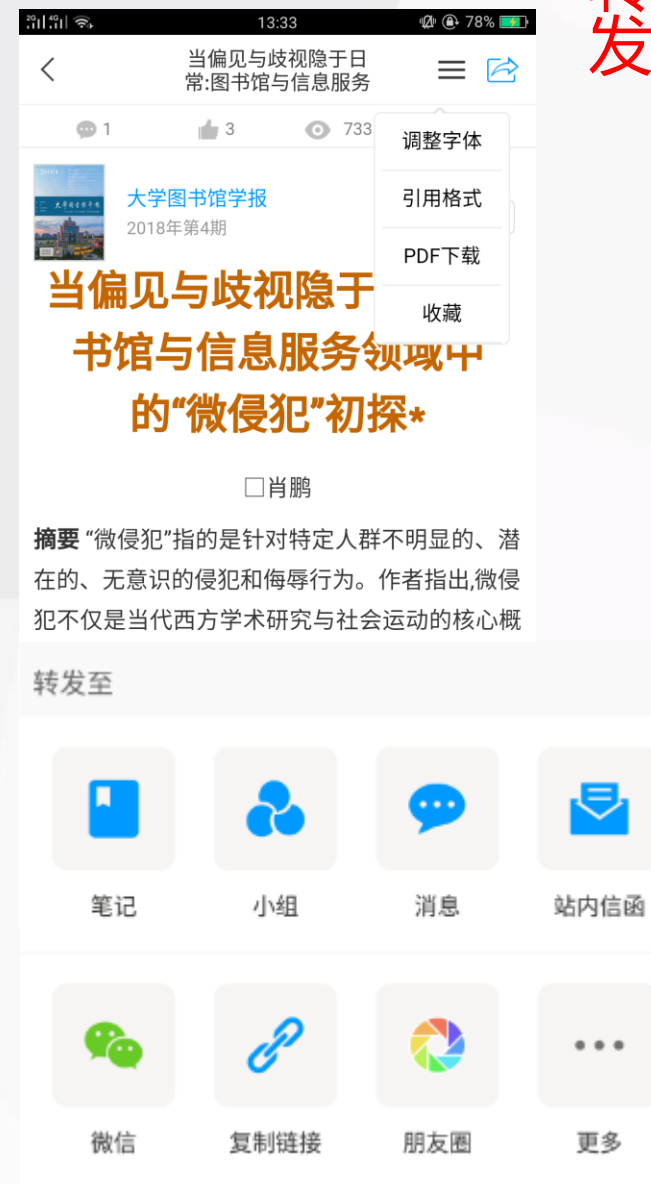 转
发
13:33
78%
当偏见与歧视隐于日
常:图书馆与信息服务
1
3
733
调整字体
引用格式
PDF下载
收藏
大学图书馆学报
2018年第4期
当偏见与歧视隐于
书馆与信息服务领域中
的“微侵犯”初探*
□肖鹏
摘要 “微侵犯”指的是针对特定人群不明显的、潜
在的、无意识的侵犯和侮辱行为。作者指出,微侵
犯不仅是当代西方学术研究与社会运动的核心概
转发至
笔记
小组
消息
站内信函
微信
复制链接
朋友圈
更多